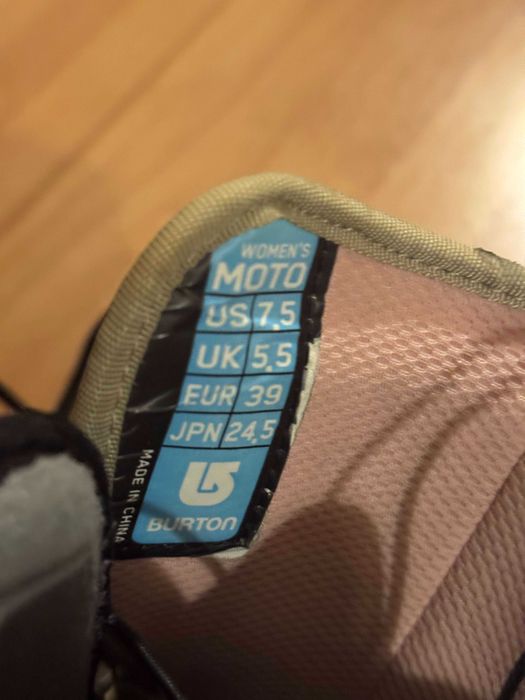 WOMEN'S
MOTO
US 7,5
UK 5,5
EUR 39
JPN 24,5
BURTON
MADE IN CHINA